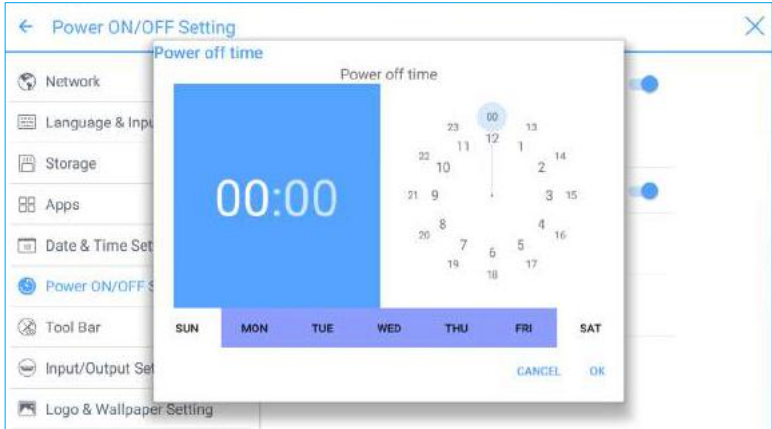 Power ON/OFF Setting
Power off time
Power off time
Network
Language & Inpu
Storage
Apps
Date & Time Set
Power ON/OFF S
Tool Bar
Input/Output Set
Logo & Wallpaper Setting
00:00
00
23 13
12
11 1
22 14
10 2
21 9 3 15
8 4
20 16
7 5
6
19 17
18
SUN MON TUE WED THU FRI SAT
CANCEL OK